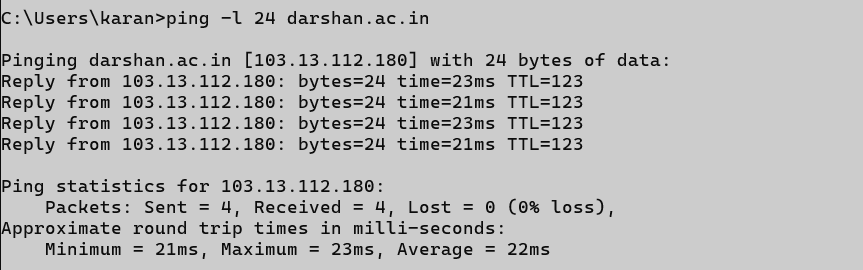 C:\Users\karan>ping -l 24 darshan.ac.in
Pinging darshan.ac.in [103.13.112.180] with 24 bytes of data:
Reply from 103.13.112.180: bytes=24 time=23ms TTL=123
Reply from 103.13.112.180: bytes=24 time=21ms TTL=123
Reply from 103.13.112.180: bytes=24 time=23ms TTL=123
Reply from 103.13.112.180: bytes=24 time=21ms TTL=123
Ping statistics for 103.13.112.180:
Packets: Sent = 4, Received = 4, Lost = 0 (0% loss),
Approximate round trip times in milli-seconds:
Minimum = 21ms, Maximum = 23ms, Average = 22ms